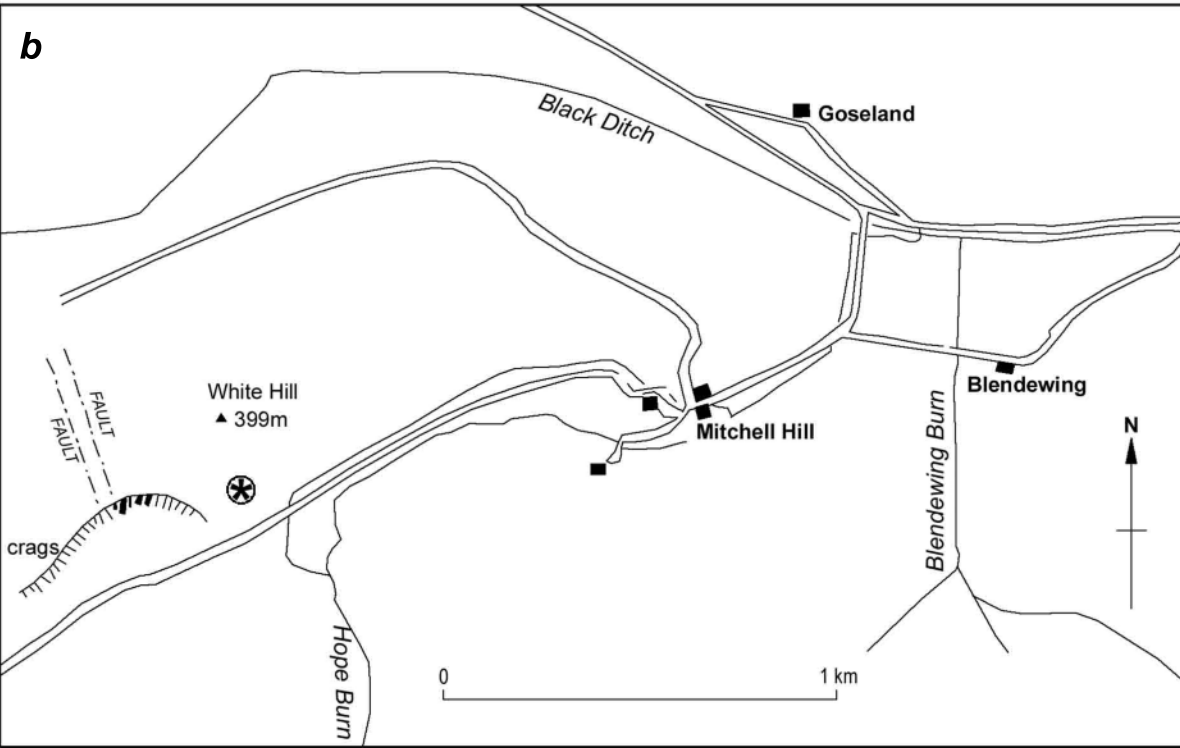 b
Black Ditch
Goseland
White Hill
399m
FAULT
FAULT
Blendewing
Mitchell Hill
N
Blendewing Burn
crags
Hope Burn
0
1 km